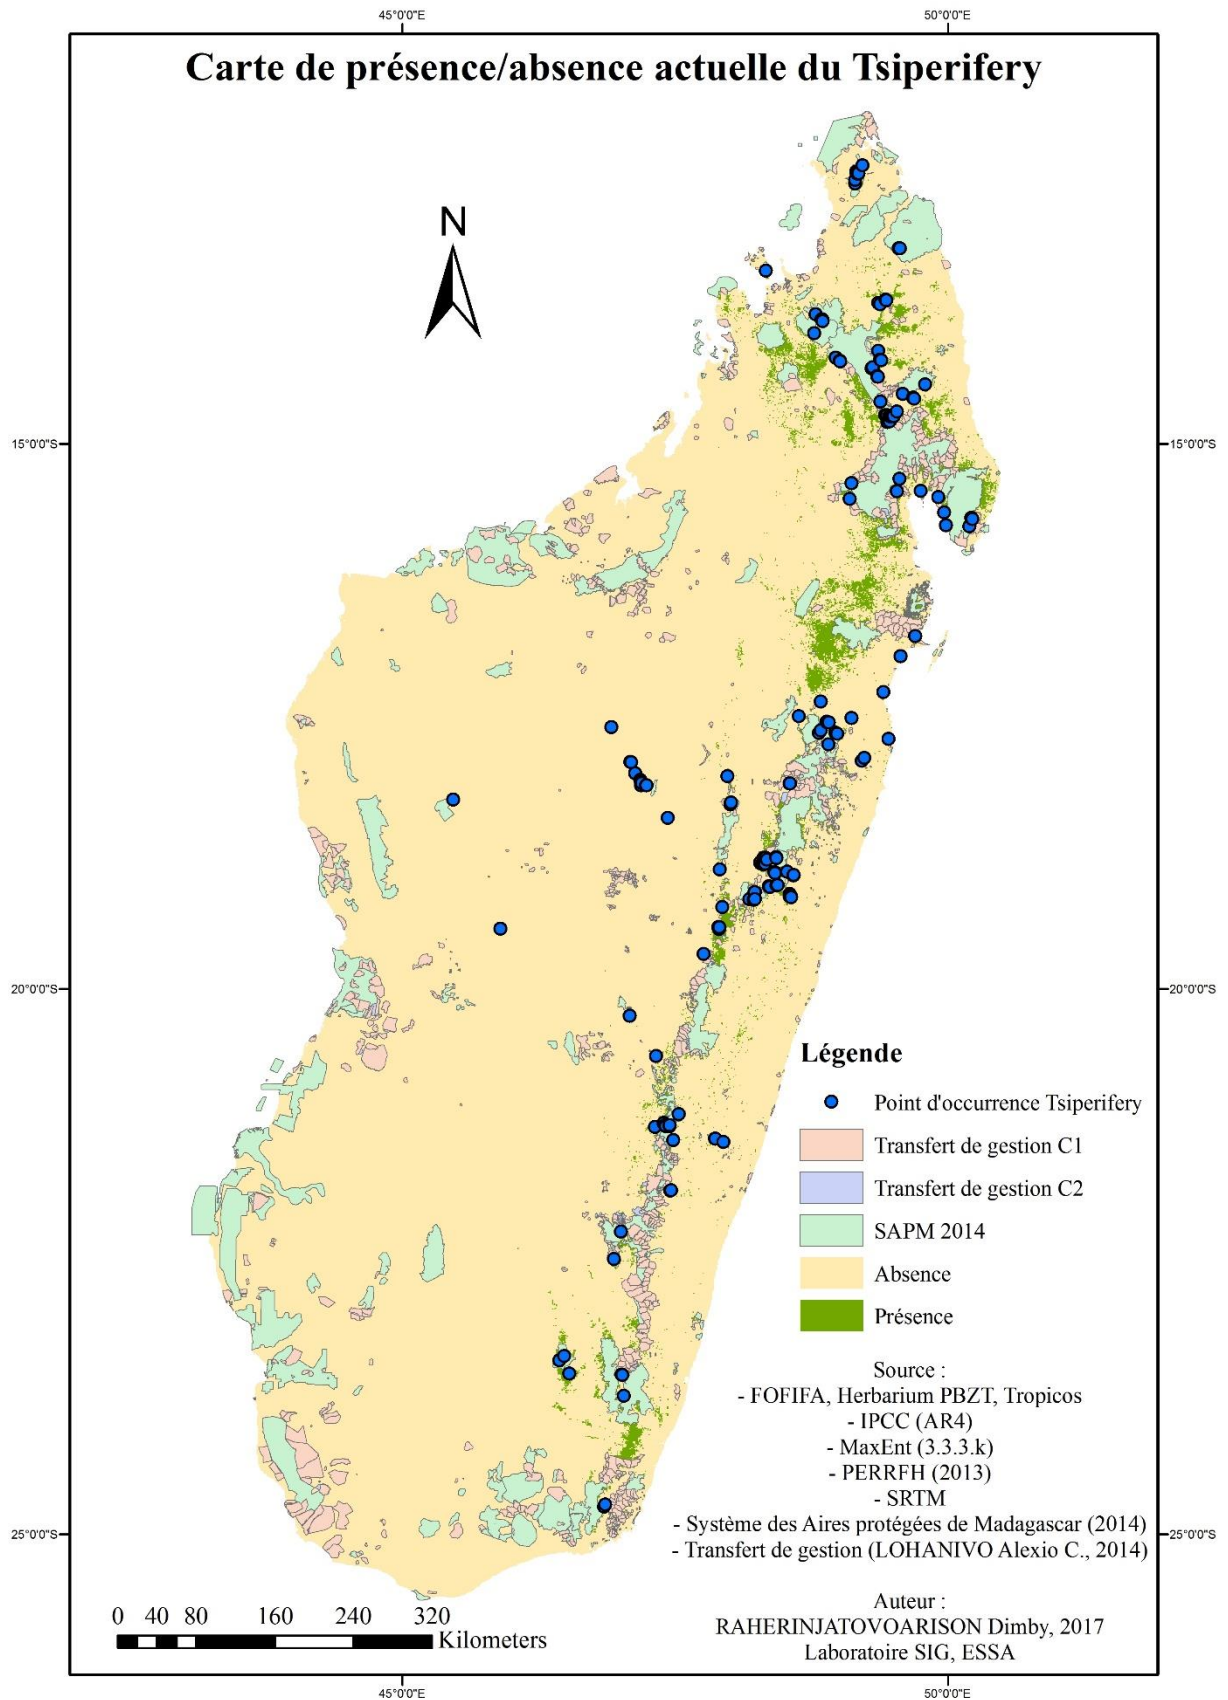 45°0'0"E 50°0'0"E
Carte de présence/absence actuelle du Tsiperifery
N
15°0'0"S 15°0'0"S
20°0'0"S 20°0'0"S
Légende
Point d'occurrence Tsiperifery
Transfert de gestion C1
Transfert de gestion C2
SAPM 2014
Absence
Présence
Source :
- FOFIFA, Herbarium PBZT, Tropicos
- IPCC (AR4)
- MaxEnt (3.3.3.k)
- PERRFH (2013)
- SRTM
- Système des Aires protégées de Madagascar (2014)
25°0'0"S 25°0'0"S
- Transfert de gestion (LOHANIVO Alexio C., 2014)
Auteur :
RAHERINJATOVOARISON Dimby, 2017
Laboratoire SIG, ESSA
0 40 80 160 240 320
Kilometers
45°0'0"E 50°0'0"E